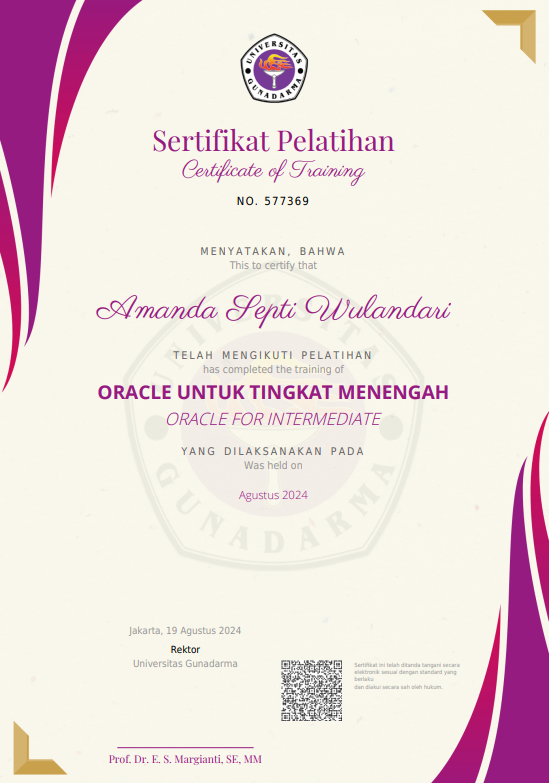 UNIVERSITAS
GUNADARMA
Sertifikat Pelatihan
Certificate of Training
NO. 577369
MENYATAKAN, BAHWA
This to certify that
Amanda Septi Wulandari
TELAH MENGIKUTI PELATIHAN
has completed the training of
ORACLE UNTUK TINGKAT MENENGAH
ORACLE FOR INTERMEDIATE
YANG DILAKSANAKAN PADA
Was held on
Agustus 2024
UNIVERSITAS
GUNADARMA
Jakarta, 19 Agustus 2024
Rektor
Universitas Gunadarma
Sertifikat ini telah ditanda tangani secara
elektronik sesuai dengan standard yang
berlaku
dan diakui secara sah oleh hukum.
Prof. Dr. E. S. Margianti, SE, MM